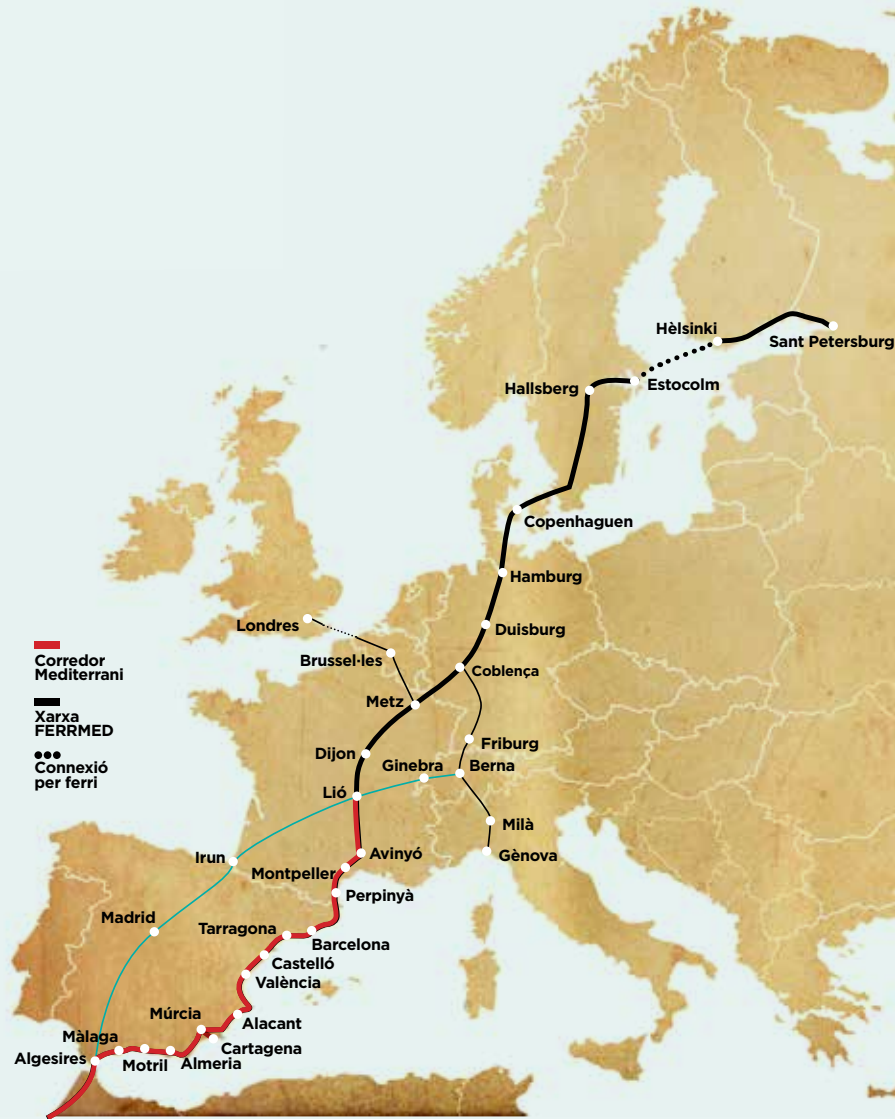 Hèlsinki
Sant Petersburg
Hallsberg
Estocolm
Copenhaguen
Hamburg
Londres
Duisburg
Brussel·les
Coblença
Corredor
Mediterrani
Metz
Xarxa
FERRMED
Friburg
Dijon
Ginebra
Berna
Connexió
per ferri
Lió
Milà
Irun
Avinyó
Gènova
Montpeller
Perpinyà
Madrid
Tarragona
Barcelona
Castelló
València
Múrcia
Alacant
Màlaga
Cartagena
Algesires
Motril
Almeria